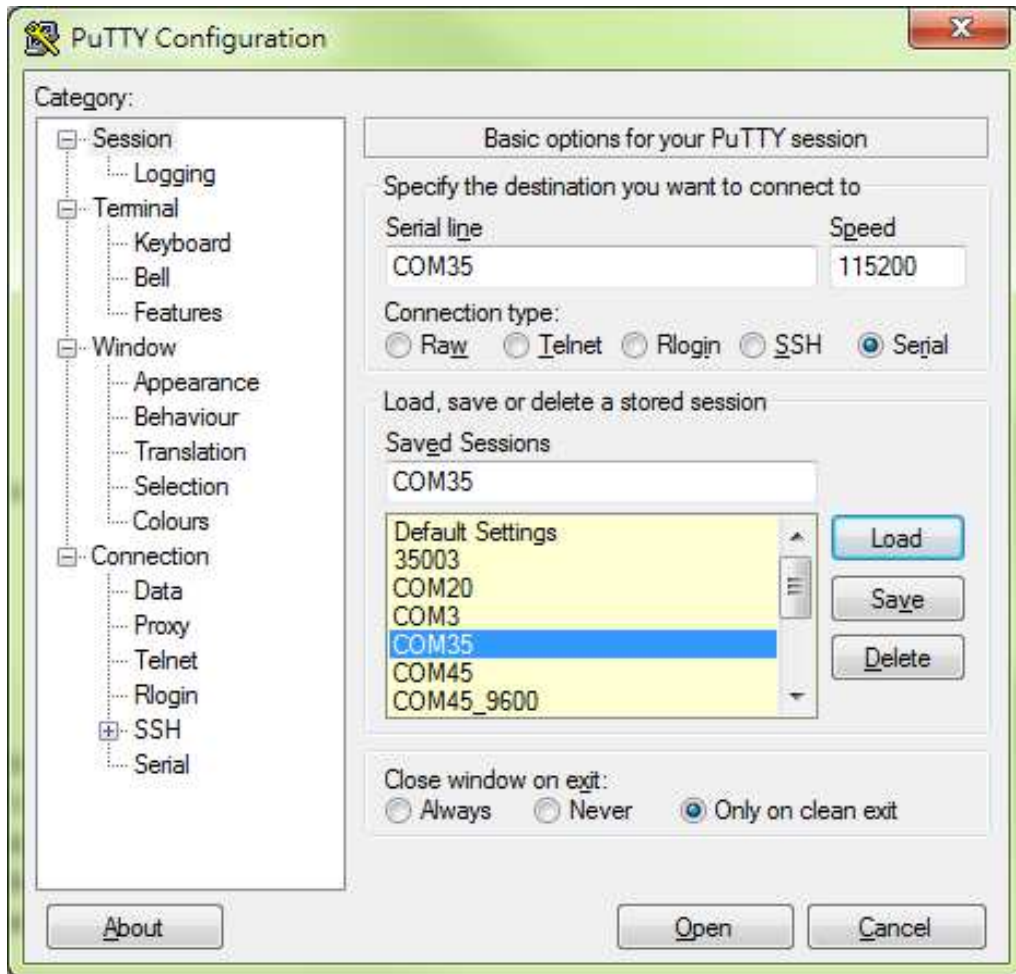 PuTTY Configuration
X
Category:
Session
Logging
Terminal
Keyboard
Bell
Features
Window
Appearance
Behaviour
Translation
Selection
Colours
Connection
Data
Proxy
Telnet
Rlogin
SSH
Serial
Basic options for your PuTTY session
Specify the destination you want to connect to
Serial line Speed
COM35 115200
Connection type:
Raw Telnet Rlogin SSH Serial
Load, save or delete a stored session
Saved Sessions
COM35
Default Settings
35003
COM20
COM3
COM35
COM45
COM45_9600
Load
Save
Delete
Close window on exit:
Always Never Only on clean exit
About Open Cancel